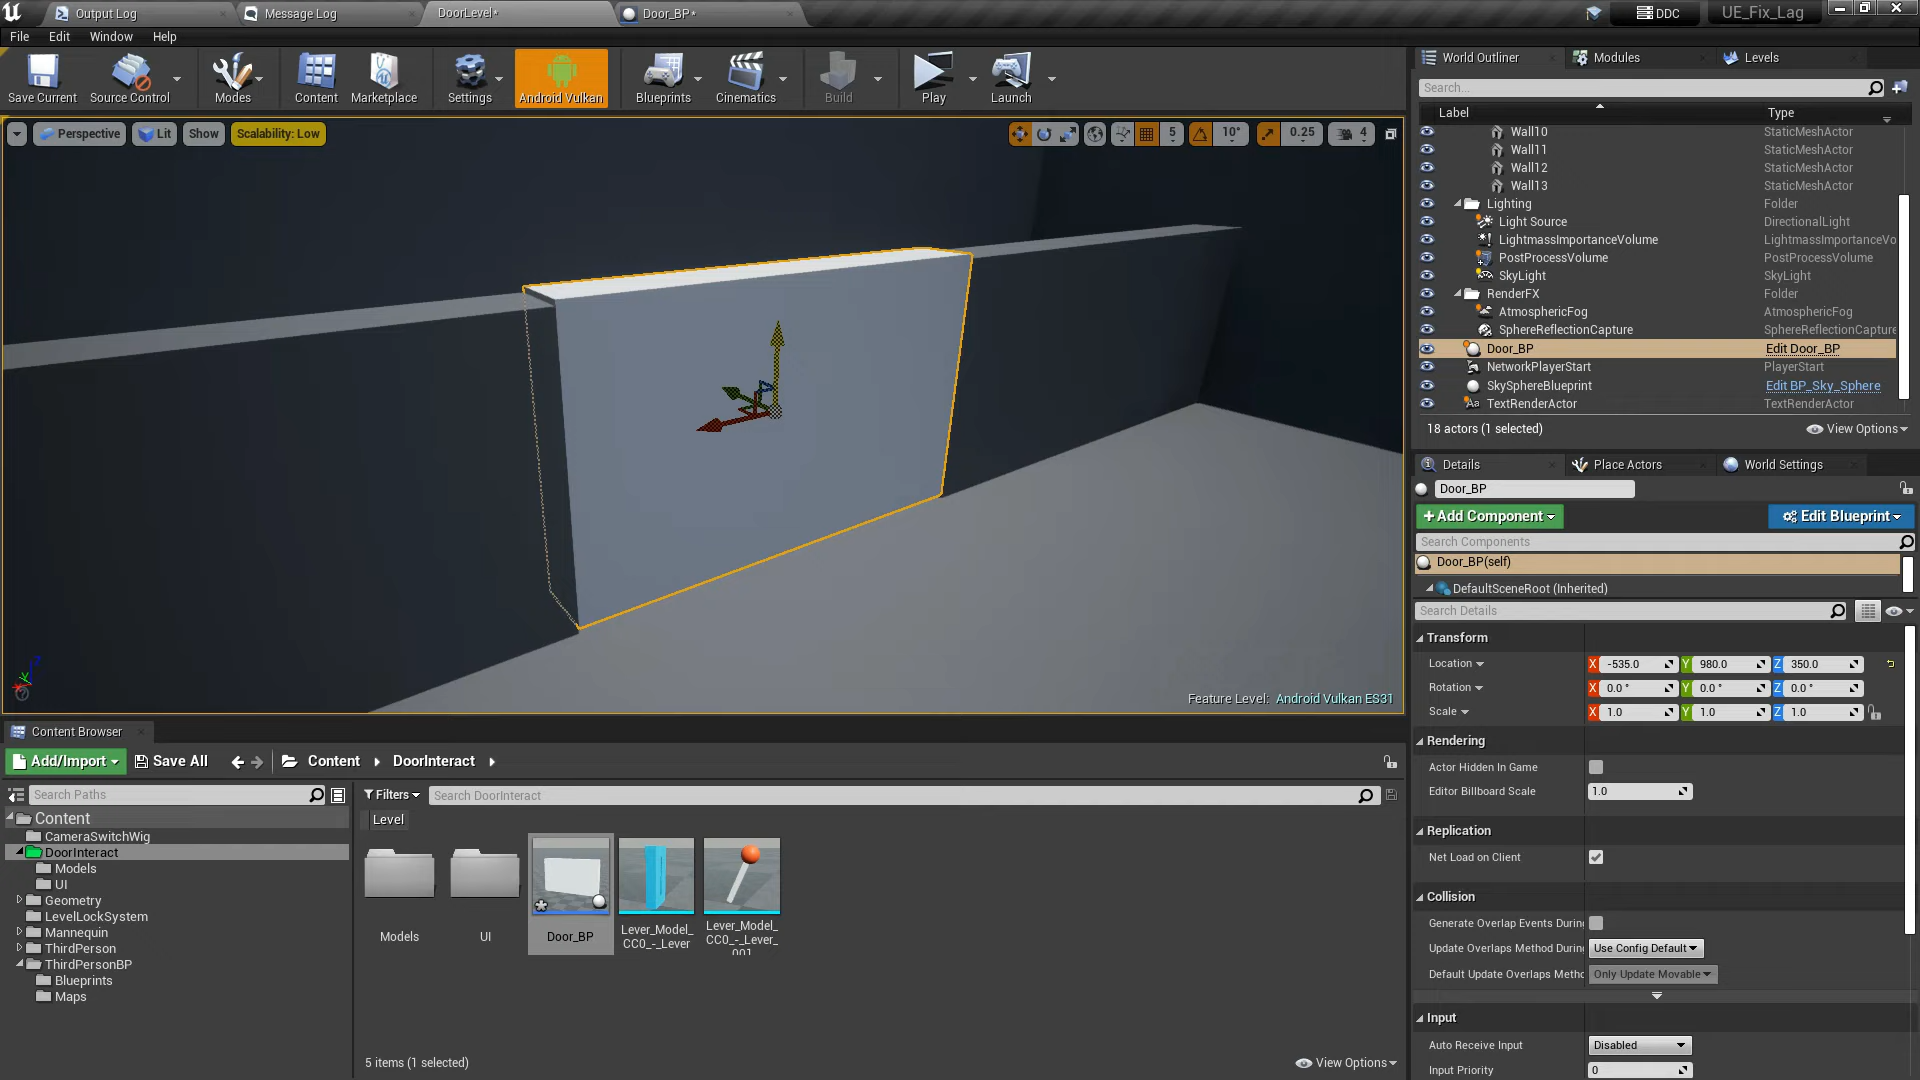 Output Log
Message Log
DoorLevel*
Door_BP*
DDC
UE_Fix_Lag
File
Edit
Window
Help
Save Current
Source Control
Modes
Content
Marketplace
Settings
Android Vulkan
Blueprints
Cinematics
Build
Play
Launch
Perspective
Lit
Show
Scalability: Low
5
10°
0.25
4
Feature Level: Android Vulkan ES31
World Outliner
Modules
Levels
Search...
Label
Type
Wall10
StaticMeshActor
Wall11
StaticMeshActor
Wall12
StaticMeshActor
Wall13
StaticMeshActor
Lighting
Folder
Light Source
DirectionalLight
LightmassImportanceVolume
LightmassImportanceVo
PostProcessVolume
PostProcessVolume
SkyLight
SkyLight
RenderFX
Folder
AtmosphericFog
AtmosphericFog
SphereReflectionCapture
SphereReflectionCapture
Door_BP
Edit Door_BP
NetworkPlayerStart
PlayerStart
SkySphereBlueprint
Edit BP_Sky_Sphere
TextRenderActor
TextRenderActor
18 actors (1 selected)
View Options
Details
Place Actors
World Settings
Door_BP
+Add Component
Edit Blueprint
Search Components
Door_BP(self)
DefaultSceneRoot (Inherited)
Search Details
Transform
Location
X -535.0
Y 980.0
Z 350.0
Rotation
X 0.0 °
Y 0.0 °
Z 0.0 °
Scale
X 1.0
Y 1.0
Z 1.0
Rendering
Actor Hidden In Game
Editor Billboard Scale
1.0
Replication
Net Load on Client
Collision
Generate Overlap Events During
Update Overlaps Method During
Use Config Default
Default Update Overlaps Metho
Only Update Movable
Input
Auto Receive Input
Disabled
Input Priority
0
Content Browser
Add/Import
Save All
Content
DoorInteract
Search Paths
Filters
Search DoorInteract
Level
Content
CameraSwitchWig
DoorInteract
Models
UI
Geometry
LevelLockSystem
Mannequin
ThirdPerson
ThirdPersonBP
Blueprints
Maps
Models
UI
Door_BP
Lever_Model_
CC0_-_Lever
Lever_Model_
CC0_-_Lever_
001
5 items (1 selected)
View Options